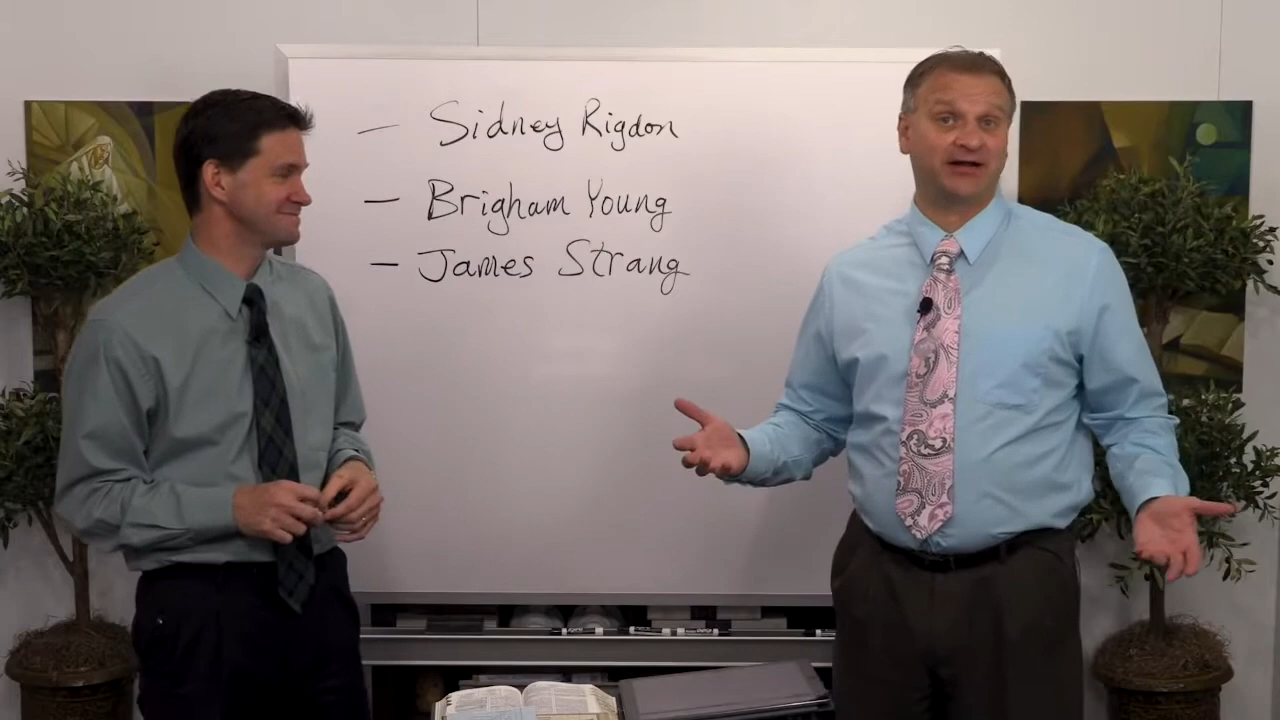 – Sidney Rigdon
– Brigham Young
– James Strang